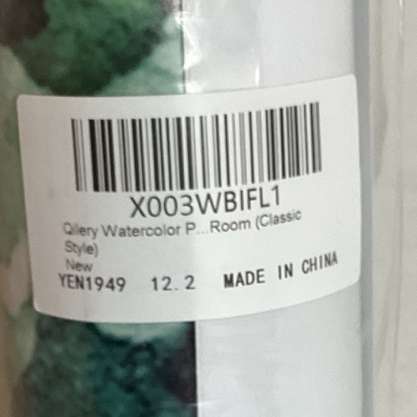 X003WBIFL1
Qilery Watercolor P...Room (Classic
Style)
New
YEN1949 12.2 MADE IN CHINA